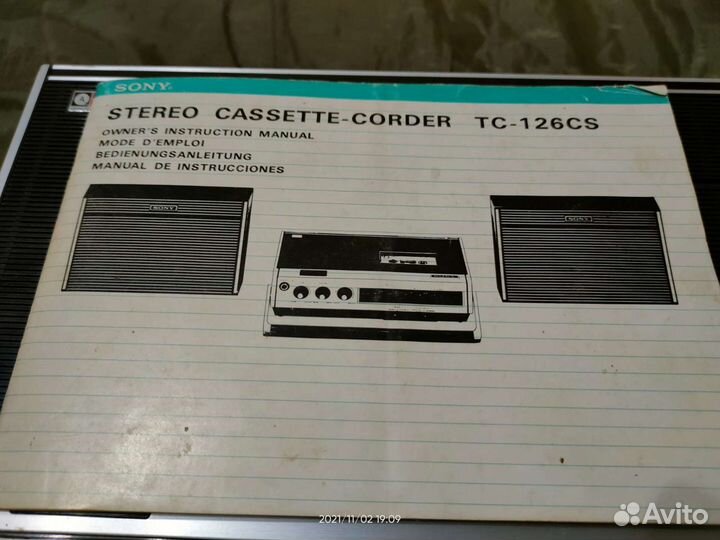 SONY
STEREO CASSETTE-CORDER TC-126CS
OWNER'S INSTRUCTION MANUAL
MODE D'EMPLOI
BEDIENUNGSANLEITUNG
MANUAL DE INSTRUCCIONES
SONY
SONY
SONY
2021/11/02 19:09
Avito